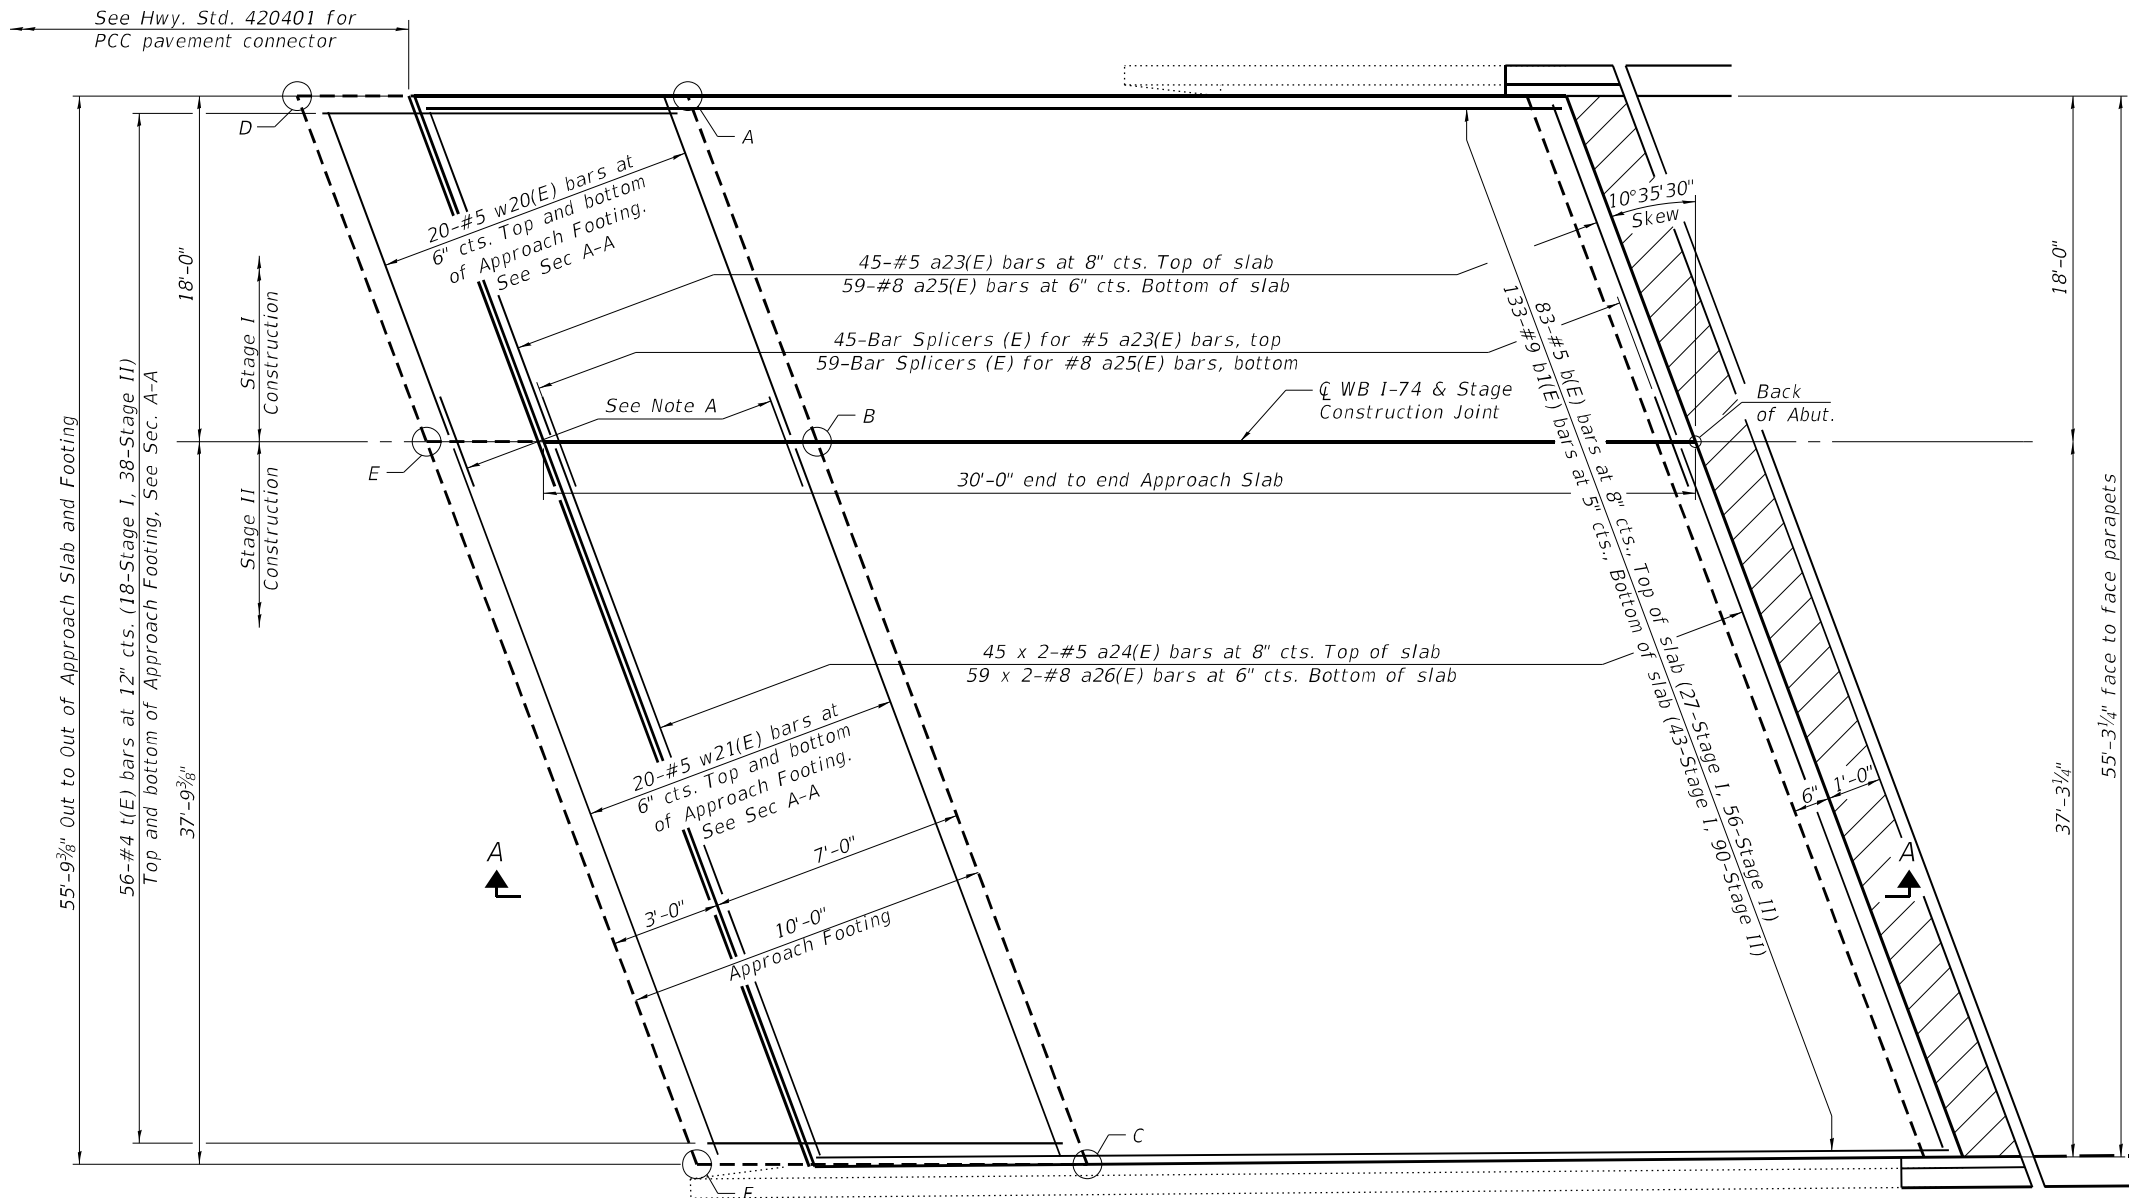 See Hwy. Std. 420401 for
PCC pavement connector
D
A
20-#5 w20(E) bars at
6" cts. Top and bottom
of Approach Footing.
See Sec A-A
10°35'30"
Skew
18'-0"
18'-0"
Stage I
Construction
45-#5 a23(E) bars at 8" cts. Top of slab
59-#8 a25(E) bars at 6" cts. Bottom of slab
45-Bar Splicers (E) for #5 a23(E) bars, top
59-Bar Splicers (E) for #8 a25(E) bars, bottom
See Note A
B
℄ WB I-74 & Stage
Construction Joint
Back
of Abut.
E
Stage II
Construction
30'-0" end to end Approach Slab
83-#5 b(E) bars at 8" cts., Top of slab (27-Stage I, 56-Stage II)
133-#9 b1(E) bars at 5" cts., Bottom of slab (43-Stage I, 90-Stage II)
55'-9⅜" Out to Out of Approach Slab and Footing
56-#4 t(E) bars at 12" cts. (18-Stage I, 38-Stage II)
Top and bottom of Approach Footing, See Sec. A-A
37'-9⅜"
45 x 2-#5 a24(E) bars at 8" cts. Top of slab
59 x 2-#8 a26(E) bars at 6" cts. Bottom of slab
20-#5 w21(E) bars at
6" cts. Top and bottom
of Approach Footing.
See Sec A-A
55'-3¼" face to face parapets
37'-3¼"
6"
1'-0"
A
A
7'-0"
3'-0"
10'-0"
Approach Footing
C
F